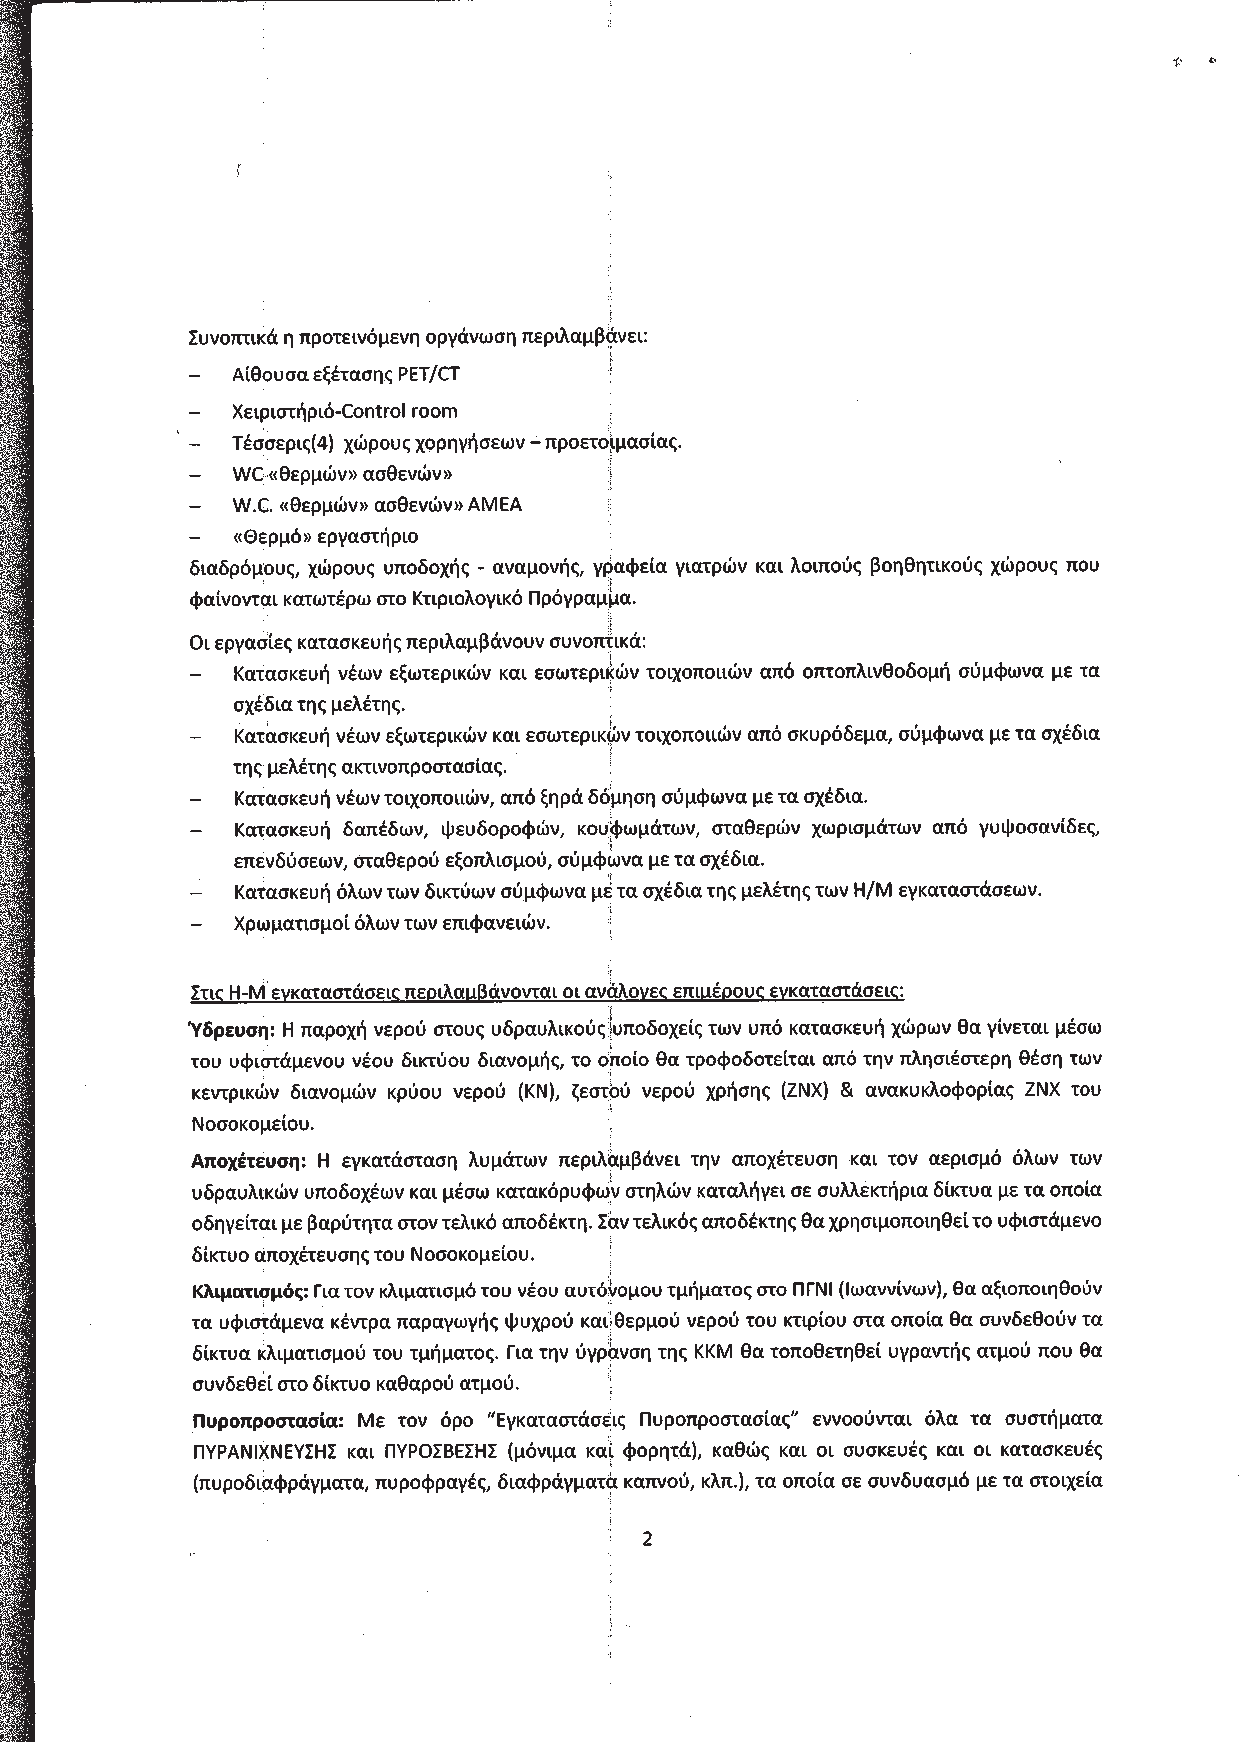 Συνοπτικά η προτεινόμενη οργάνωση περιλαμβάνει:
– Αίθουσα εξέτασης PET/CT
– Χειριστήριό-Control room
– Τέσσερις(4) χώρους χορηγήσεων – προετοιμασίας.
– WC «θερμών» ασθενών»
– W.C. «θερμών» ασθενών» ΑΜΕΑ
– «Θερμό» εργαστήριο
διαδρόμους, χώρους υποδοχής - αναμονής, γραφεία γιατρών και λοιπούς βοηθητικούς χώρους που
φαίνονται κατωτέρω στο Κτιριολογικό Πρόγραμμα.
Οι εργασίες κατασκευής περιλαμβάνουν συνοπτικά:
– Κατασκευή νέων εξωτερικών και εσωτερικών τοιχοποιιών από οπτοπλινθοδομή σύμφωνα με τα
σχέδια της μελέτης.
– Κατασκευή νέων εξωτερικών και εσωτερικών τοιχοποιιών από σκυρόδεμα, σύμφωνα με τα σχέδια
της μελέτης ακτινοπροστασίας.
– Κατασκευή νέων τοιχοποιιών, από ξηρά δόμηση σύμφωνα με τα σχέδια.
– Κατασκευή δαπέδων, ψευδοροφών, κουφωμάτων, σταθερών χωρισμάτων από γυψοσανίδες,
επενδύσεων, σταθερού εξοπλισμού, σύμφωνα με τα σχέδια.
– Κατασκευή όλων των δικτύων σύμφωνα με τα σχέδια της μελέτης των Η/Μ εγκαταστάσεων.
– Χρωματισμοί όλων των επιφανειών.
Στις Η-Μ εγκαταστάσεις περιλαμβάνονται οι ανάλογες επιμέρους εγκαταστάσεις:
Ύδρευση: Η παροχή νερού στους υδραυλικούς υποδοχείς των υπό κατασκευή χώρων θα γίνεται μέσω
του υφιστάμενου νέου δικτύου διανομής, το οποίο θα τροφοδοτείται από την πλησιέστερη θέση των
κεντρικών διανομών κρύου νερού (ΚΝ), ζεστού νερού χρήσης (ΖΝΧ) & ανακυκλοφορίας ΖΝΧ του
Νοσοκομείου.
Αποχέτευση: Η εγκατάσταση λυμάτων περιλαμβάνει την αποχέτευση και τον αερισμό όλων των
υδραυλικών υποδοχέων και μέσω κατακόρυφων στηλών καταλήγει σε συλλεκτήρια δίκτυα με τα οποία
οδηγείται με βαρύτητα στον τελικό αποδέκτη. Σαν τελικός αποδέκτης θα χρησιμοποιηθεί το υφιστάμενο
δίκτυο αποχέτευσης του Νοσοκομείου.
Κλιματισμός: Για τον κλιματισμό του νέου αυτόνομου τμήματος στο ΠΓΝΙ (Ιωαννίνων), θα αξιοποιηθούν
τα υφιστάμενα κέντρα παραγωγής ψυχρού και θερμού νερού του κτιρίου στα οποία θα συνδεθούν τα
δίκτυα κλιματισμού του τμήματος. Για την ύγρανση της ΚΚΜ θα τοποθετηθεί υγραντής ατμού που θα
συνδεθεί στο δίκτυο καθαρού ατμού.
Πυροπροστασία: Με τον όρο "Εγκαταστάσεις Πυροπροστασίας" εννοούνται όλα τα συστήματα
ΠΥΡΑΝΙΧΝΕΥΣΗΣ και ΠΥΡΟΣΒΕΣΗΣ (μόνιμα και φορητά), καθώς και οι συσκευές και οι κατασκευές
(πυροδιαφράγματα, πυροφραγές, διαφράγματα καπνού, κλπ.), τα οποία σε συνδυασμό με τα στοιχεία
2